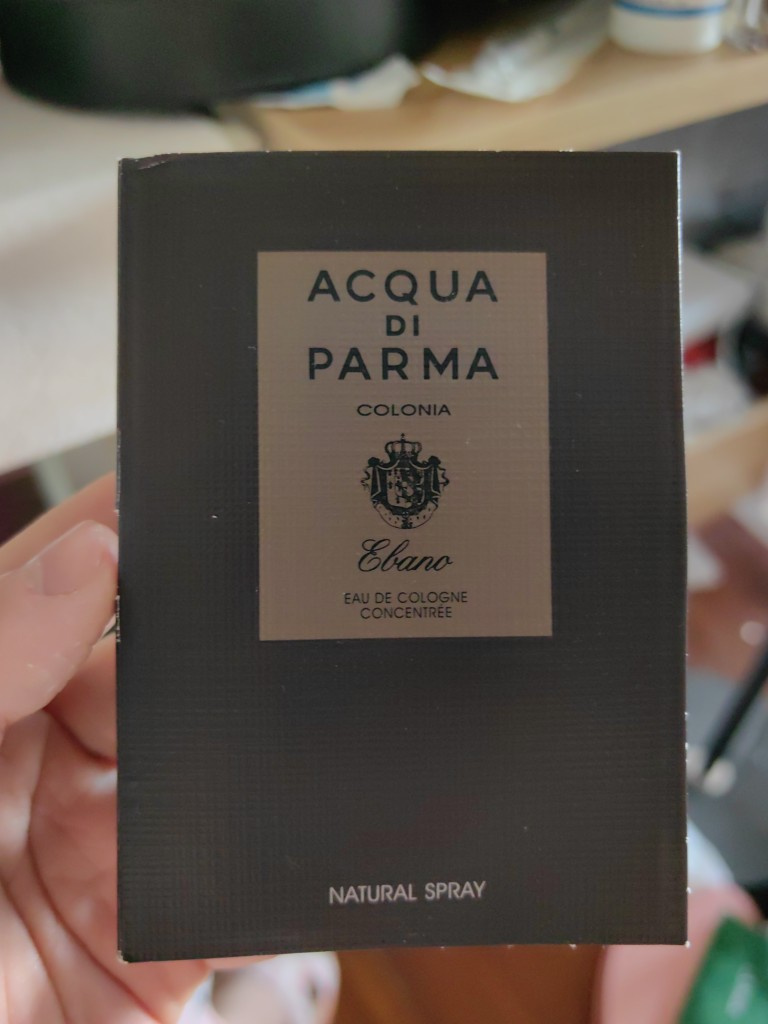 ACQUA
DI
PARMA
COLONIA
Ebano
EAU DE COLOGNE
CONCENTRÉE
NATURAL SPRAY